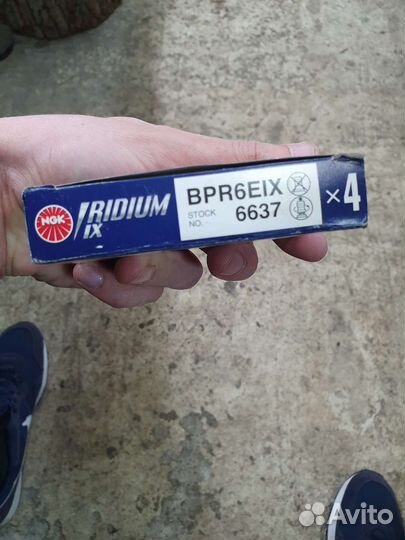 NGK IRIDIUM IX
BPR6EIX
STOCK NO. 6637
×4
Avito